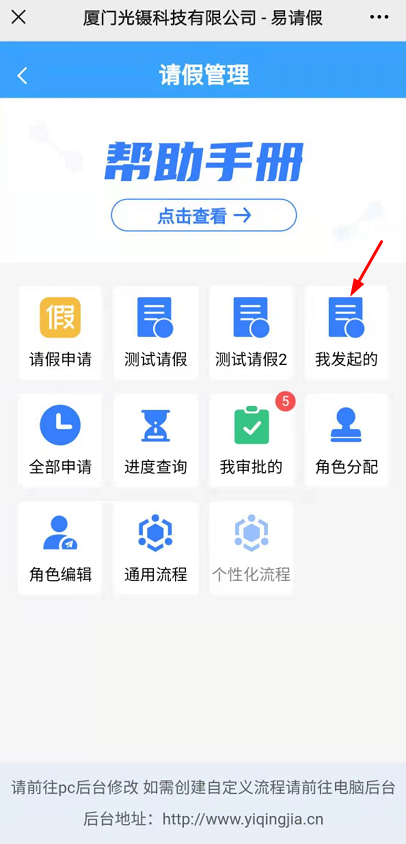 厦门光镊科技有限公司 - 易请假
请假管理
帮助手册
点击查看 →
假
请假申请 测试请假 测试请假2 我发起的
5
全部申请 进度查询 我审批的 角色分配
角色编辑 通用流程 个性化流程
请前往pc后台修改 如需创建自定义流程请前往电脑后台
后台地址：http://www.yiqingjia.cn